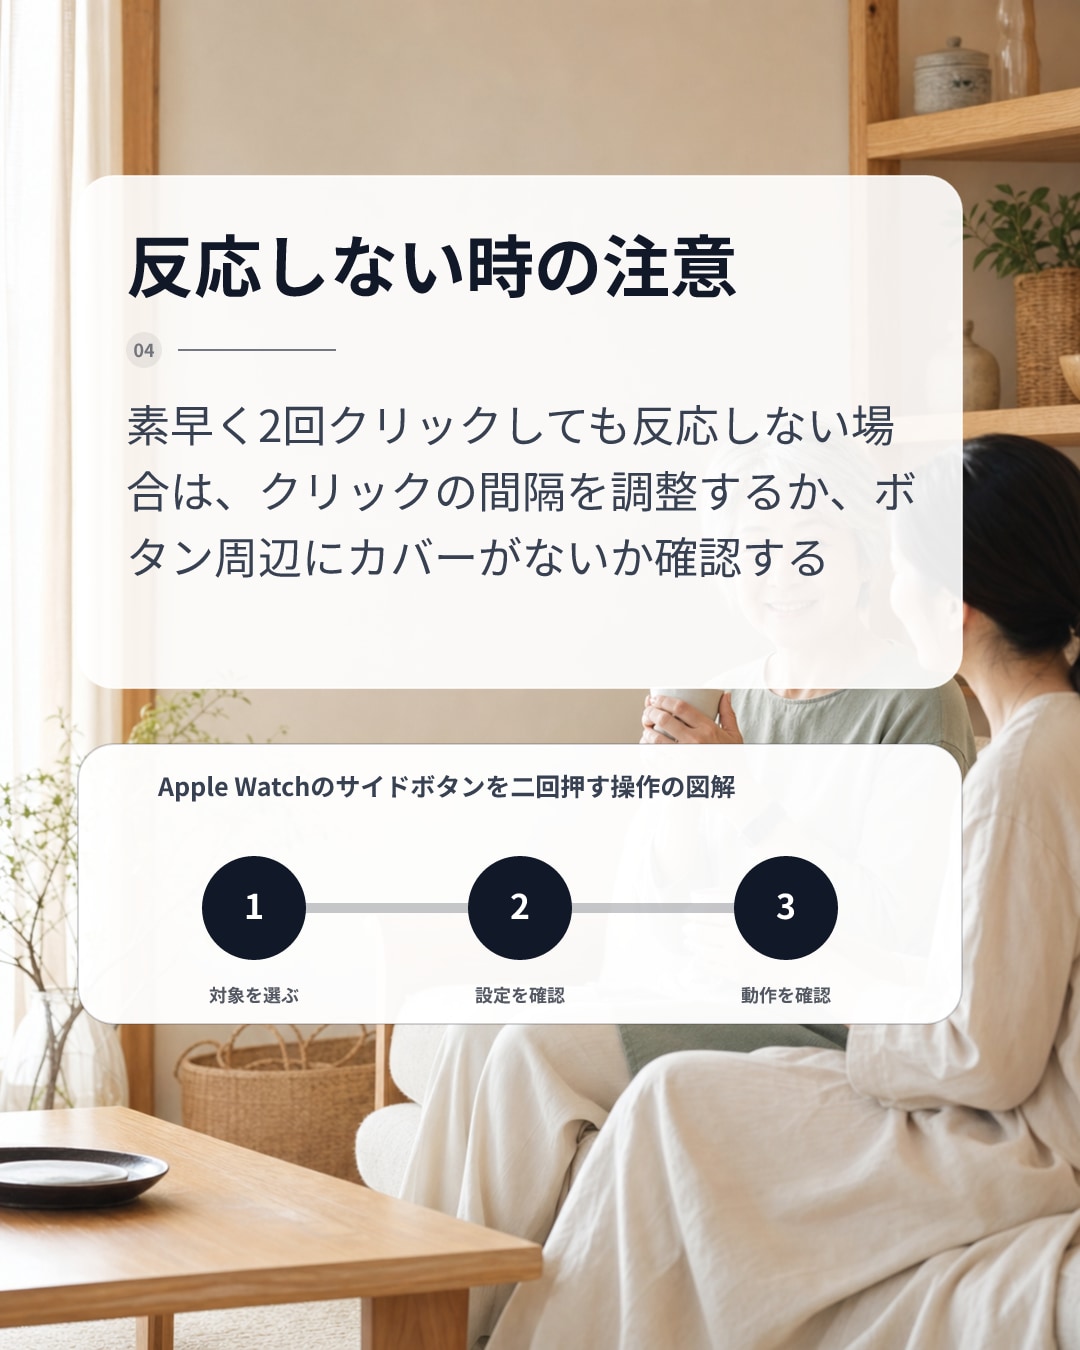 反応しない時の注意
04
素早く2回クリックしても反応しない場
合は、クリックの間隔を調整するか、ボ
タン周辺にカバーがないか確認する
Apple Watchのサイドボタンを二回押す操作の図解
1
2
3
対象を選ぶ
設定を確認
動作を確認